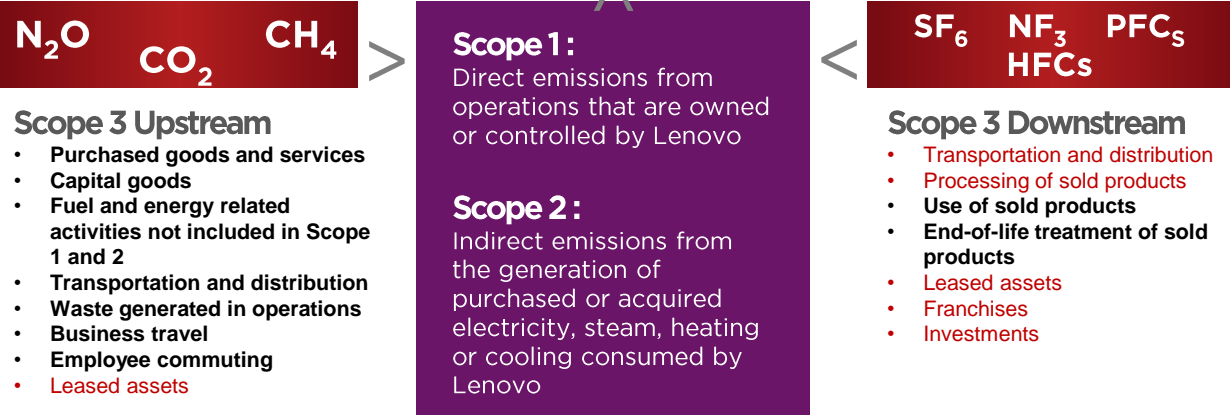 N₂O
CO₂
CH₄
Scope 3 Upstream
• Purchased goods and services
• Capital goods
• Fuel and energy related
activities not included in Scope
1 and 2
• Transportation and distribution
• Waste generated in operations
• Business travel
• Employee commuting
• Leased assets
>
Scope 1 :
Direct emissions from
operations that are owned
or controlled by Lenovo
Scope 2 :
Indirect emissions from
the generation of
purchased or acquired
electricity, steam, heating
or cooling consumed by
Lenovo
<
SF₆ NF₃ PFCₛ
HFCs
Scope 3 Downstream
• Transportation and distribution
• Processing of sold products
• Use of sold products
• End-of-life treatment of sold
products
• Leased assets
• Franchises
• Investments